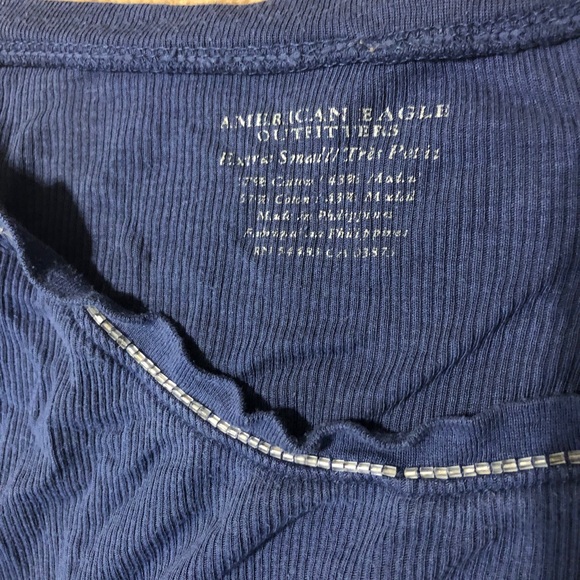 AMERICAN EAGLE
OUTFITTERS
Extra Small/Très Petit
57% Cotton / 43% Modal
57% Coton / 43% Modal
Made in Philippines
Fabriqué aux Philippines
RN 54485 CA 03875